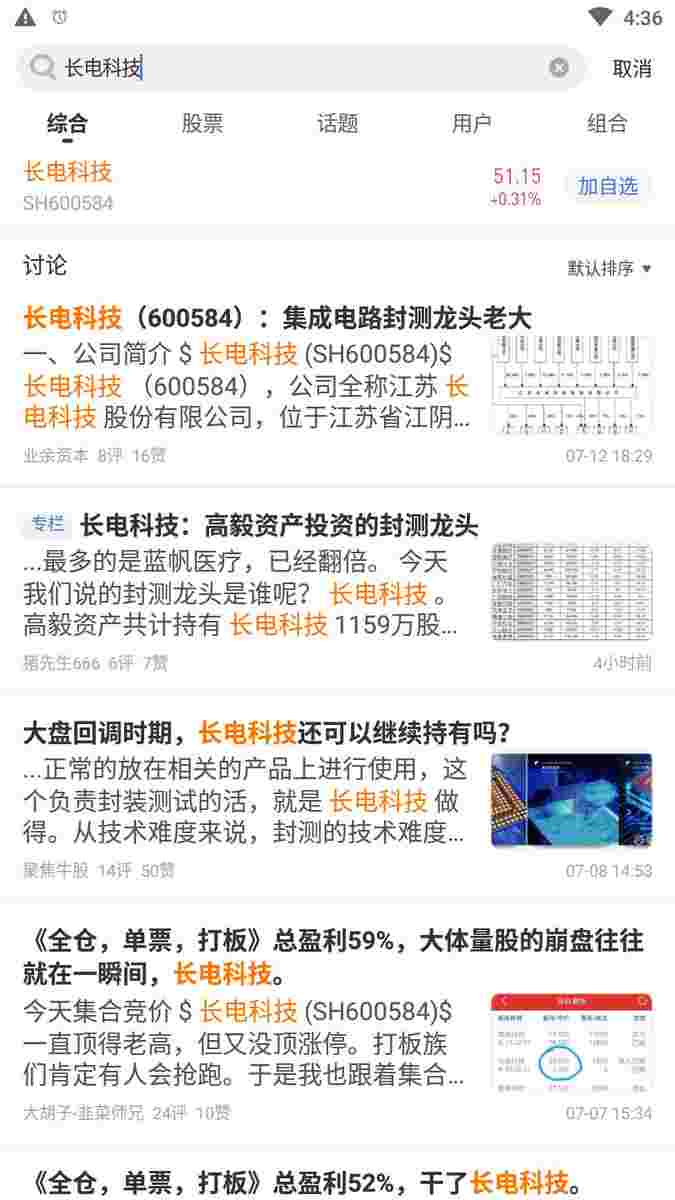 4:36
长电科技
取消
综合 股票 话题 用户 组合
长电科技
51.15
加自选
SH600584
+0.31%
讨论
默认排序
长电科技（600584）：集成电路封测龙头老大
一、公司简介 $ 长电科技 (SH600584)$
长电科技 （600584），公司全称江苏 长
电科技 股份有限公司，位于江苏省江阴...
业余资本 8评 16赞
07-12 18:29
专栏 长电科技：高毅资产投资的封测龙头
...最多的是蓝帆医疗，已经翻倍。 今天
我们说的封测龙头是谁呢？ 长电科技 。
高毅资产共计持有 长电科技 1159万股...
猪先生666 6评 7赞
4小时前
大盘回调时期，长电科技还可以继续持有吗？
...正常的放在相关的产品上进行使用，这
个负责封装测试的活，就是 长电科技 做
得。从技术难度来说，封测的技术难度...
聚焦牛股 14评 50赞
07-08 14:53
《全仓，单票，打板》总盈利59%，大体量股的崩盘往往
就在一瞬间，长电科技。
今天集合竞价 $ 长电科技 (SH600584)$
一直顶得老高，但又没顶涨停。打板族
们肯定有人会抢跑。于是我也跟着集合...
大胡子-韭菜师兄 24评 10赞
07-07 15:34
《全仓，单票，打板》总盈利52%，干了长电科技。